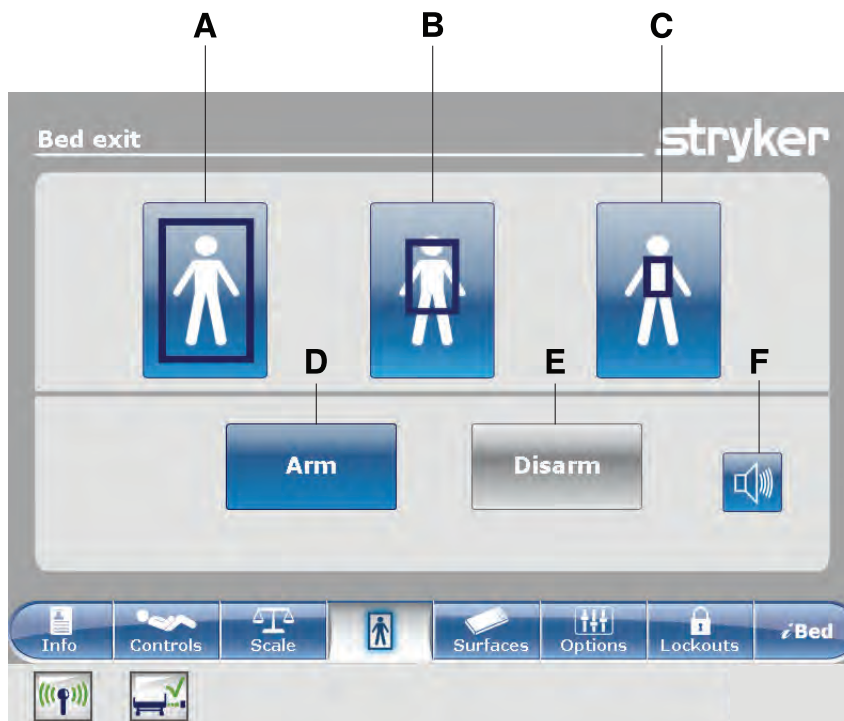 A B C
Bed exit
stryker
D E F
Arm Disarm
Info Controls Scale Surfaces Options Lockouts iBed